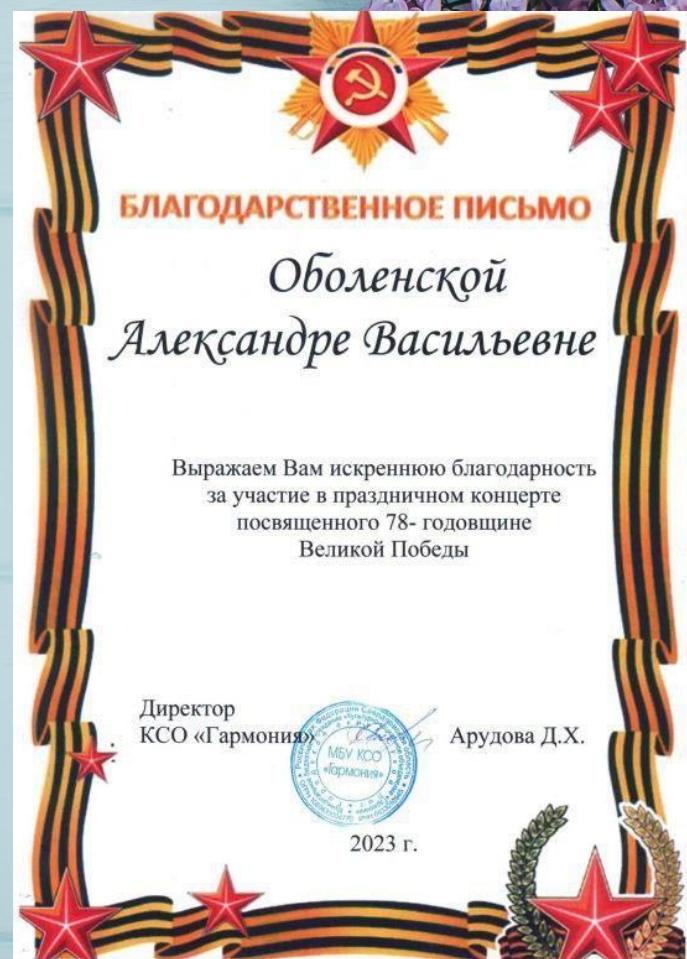 БЛАГОДАРСТВЕННОЕ ПИСЬМО
Оболенской
Александре Васильевне
Выражаем Вам искреннюю благодарность
за участие в праздничном концерте
посвященного 78- годовщине
Великой Победы
Директор
КСО «Гармония»
Арудова Д.Х.
МБУ КСО
«Гармония»
2023 г.